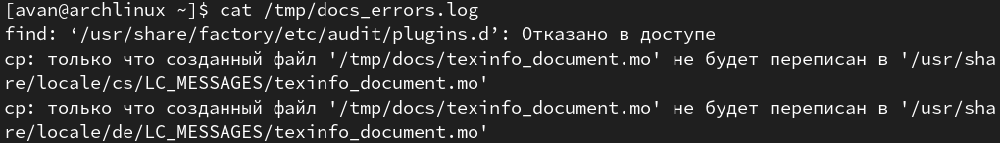 [avan@archlinux ~]$ cat /tmp/docs_errors.log
find: ‘/usr/share/factory/etc/audit/plugins.d’: Отказано в доступе
cp: только что созданный файл '/tmp/docs/texinfo_document.mo' не будет переписан в '/usr/sha
re/locale/cs/LC_MESSAGES/texinfo_document.mo'
cp: только что созданный файл '/tmp/docs/texinfo_document.mo' не будет переписан в '/usr/sha
re/locale/de/LC_MESSAGES/texinfo_document.mo'